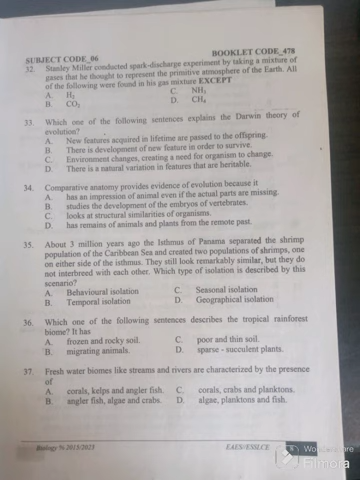 SUBJECT CODE_06 BOOKLET CODE_478
32. Stanley Miller conducted spark-discharge experiment by taking a mixture of
gases that he thought to represent the primitive atmosphere of the Earth. All
of the following were found in his gas mixture EXCEPT
A. H₂ C. NH₃
B. CO₂ D. CH₄
33. Which one of the following sentences explains the Darwin theory of
evolution?
A. New features acquired in lifetime are passed to the offspring.
B. There is development of new feature in order to survive.
C. Environment changes, creating a need for organism to change.
D. There is a natural variation in features that are heritable.
34. Comparative anatomy provides evidence of evolution because it
A. has an impression of animal even if the actual parts are missing.
B. studies the development of the embryos of vertebrates.
C. looks at structural similarities of organisms.
D. has remains of animals and plants from the remote past.
35. About 3 million years ago the Isthmus of Panama separated the shrimp
population of the Caribbean Sea and created two populations of shrimps, one
on either side of the isthmus. They still look remarkably similar, but they do
not interbreed with each other. Which type of isolation is described by this
scenario?
A. Behavioural isolation C. Seasonal isolation
B. Temporal isolation D. Geographical isolation
36. Which one of the following sentences describes the tropical rainforest
biome? It has
A. frozen and rocky soil. C. poor and thin soil.
B. migrating animals. D. sparse - succulent plants.
37. Fresh water biomes like streams and rivers are characterized by the presence
of
A. corals, kelps and angler fish. C. corals, crabs and planktons.
B. angler fish, algae and crabs. D. algae, planktons and fish.
Biology % 2015/2023 EAES/ESSLCE
Wondershare
Filmora